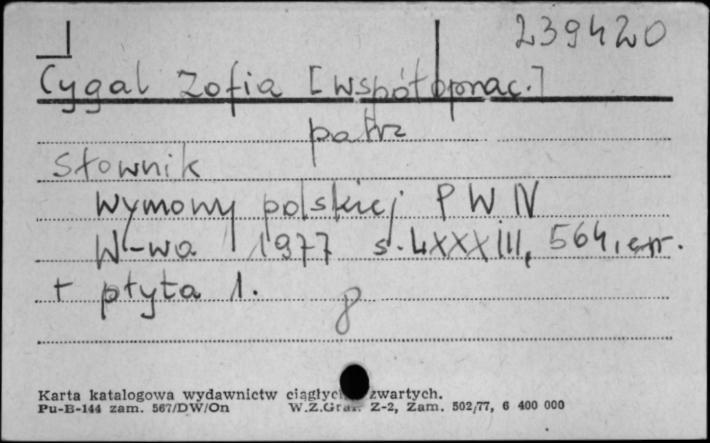 239420
Cygal Zofia [współoprac.]
patrz
Słownik
wymowy polskiej PWN
W-wa 1977 s. LXXXIII, 564, err.
+ płyta 1.
8
Karta katalogowa wydawnictw zwartych.
Pu-B-144 zam. 567/DW/On W.Z.Graf. Z-2, Zam. 502/77, 6 400 000